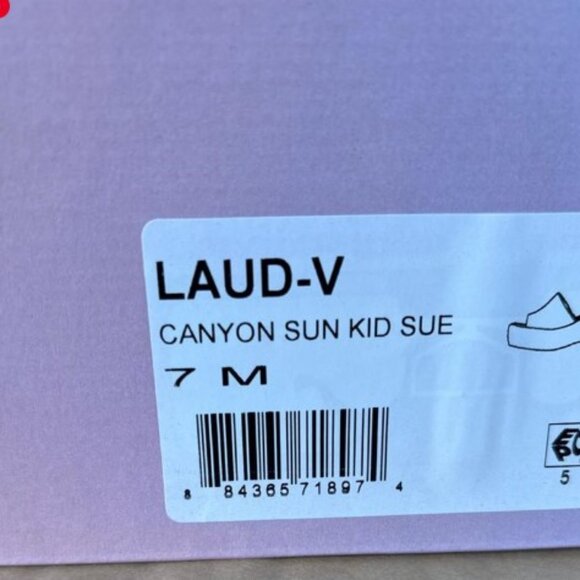 LAUD-V
CANYON SUN KID SUE
7 M
8 84365 71897 4
5